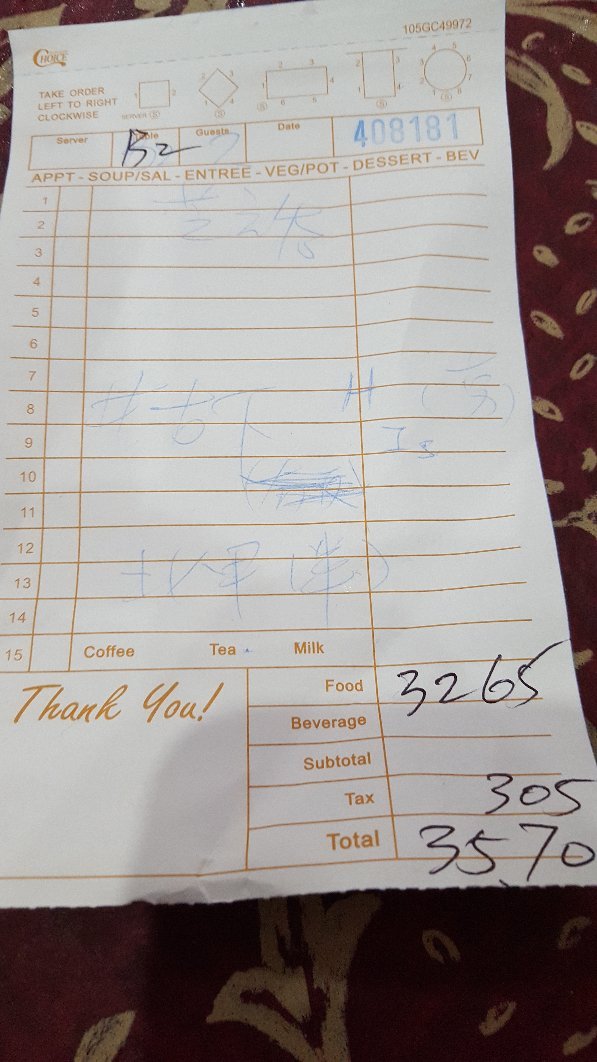 105GC49972
CHOICE
TAKE ORDER
LEFT TO RIGHT
CLOCKWISE
SERVER Ⓢ
Server Table Guests Date 408181
B2
APPT - SOUP/SAL - ENTREE - VEG/POT - DESSERT - BEV
1
2
3
4
5
6
7
8
9
10
11
12
13
14
15 Coffee Tea Milk
Thank You!
Food 3265
Beverage
Subtotal
Tax 305
Total 3570